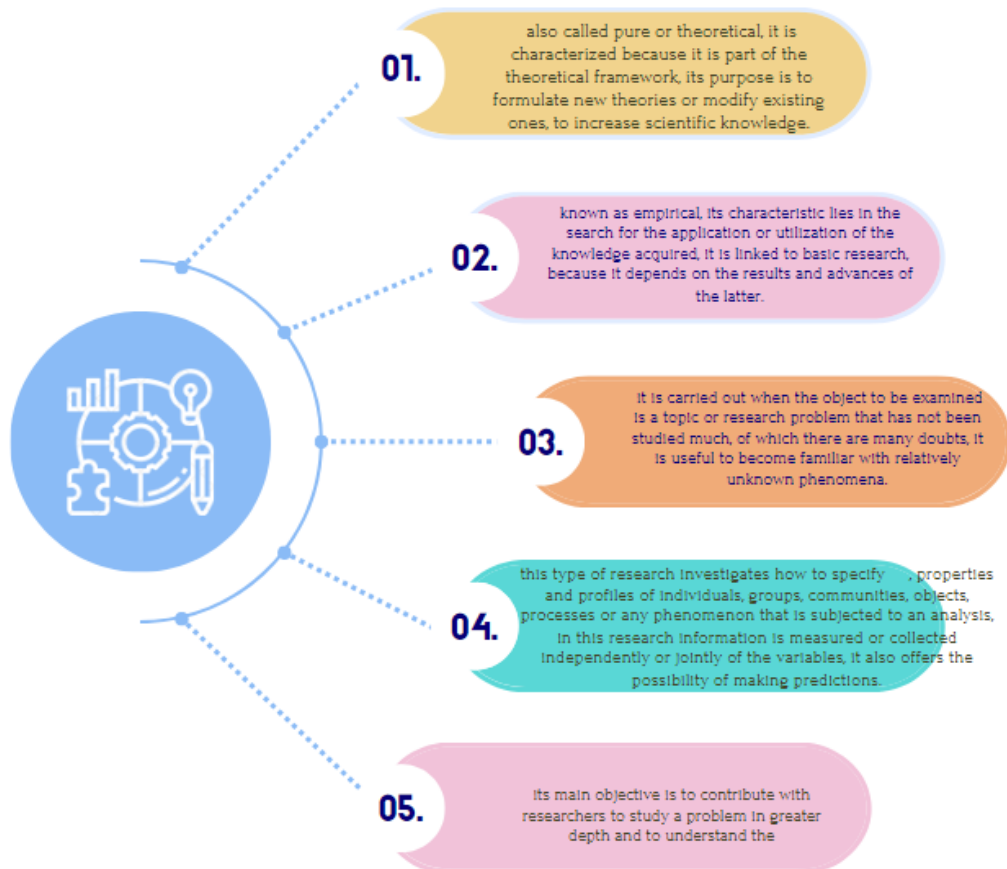 01.
also called pure or theoretical, it is
characterized because it is part of the
theoretical framework, its purpose is to
formulate new theories or modify existing
ones, to increase scientific knowledge.
02.
known as empirical, its characteristic lies in the
search for the application or utilization of the
knowledge acquired, it is linked to basic research,
because it depends on the results and advances of
the latter.
03.
it is carried out when the object to be examined
is a topic or research problem that has not been
studied much, of which there are many doubts, it
is useful to become familiar with relatively
unknown phenomena.
04.
this type of research investigates how to specify , properties
and profiles of individuals, groups, communities, objects,
processes or any phenomenon that is subjected to an analysis,
in this research information is measured or collected
independently or jointly of the variables, it also offers the
possibility of making predictions.
05.
its main objective is to contribute with
researchers to study a problem in greater
depth and to understand the